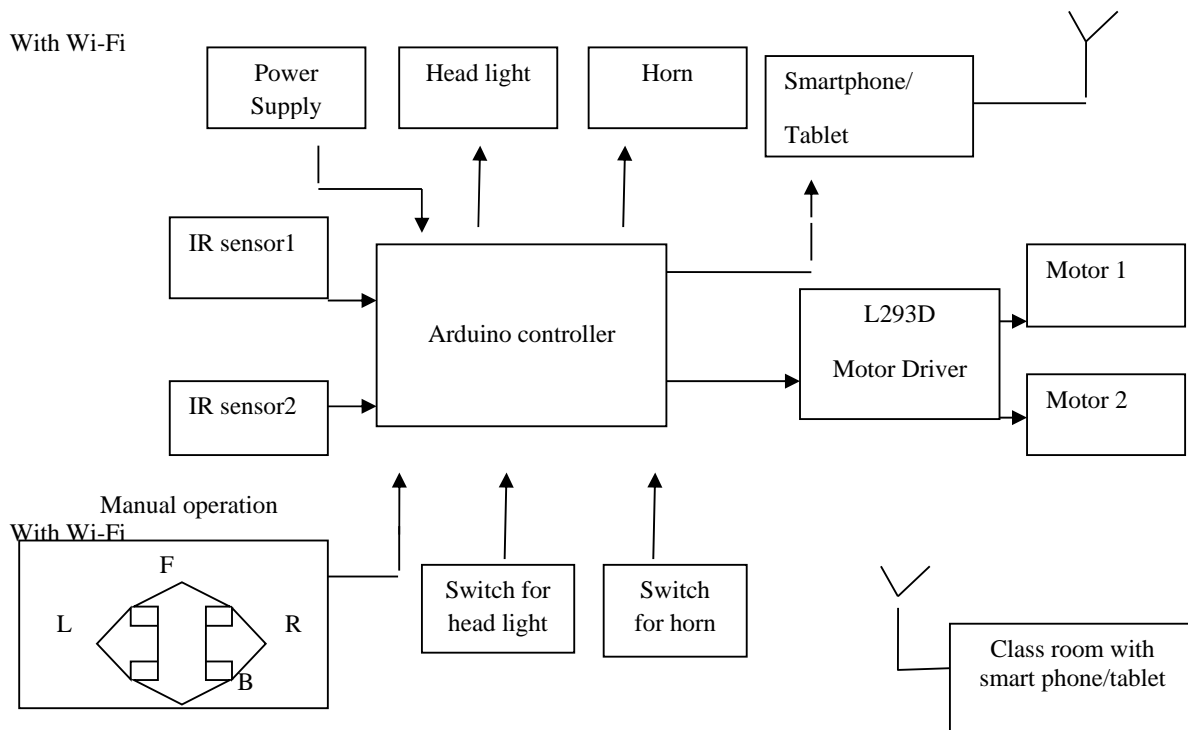 With Wi-Fi
Power
Supply
Head light
Horn
Smartphone/
Tablet
IR sensor1
Arduino controller
L293D
Motor Driver
Motor 1
IR sensor2
Motor 2
Manual operation
With Wi-Fi
F
L
R
B
Switch for
head light
Switch
for horn
Class room with
smart phone/tablet